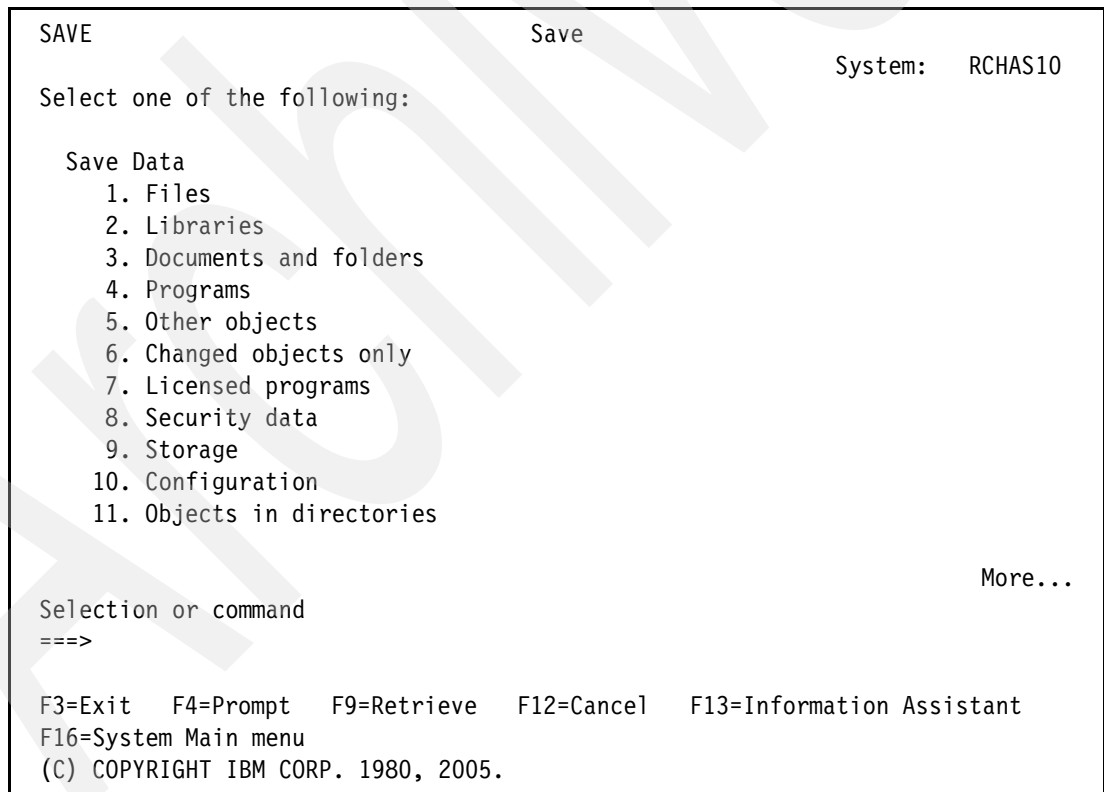 SAVE Save
System: RCHAS10
Select one of the following:
Save Data
1. Files
2. Libraries
3. Documents and folders
4. Programs
5. Other objects
6. Changed objects only
7. Licensed programs
8. Security data
9. Storage
10. Configuration
11. Objects in directories
More...
Selection or command
===>
F3=Exit F4=Prompt F9=Retrieve F12=Cancel F13=Information Assistant
F16=System Main menu
(C) COPYRIGHT IBM CORP. 1980, 2005.